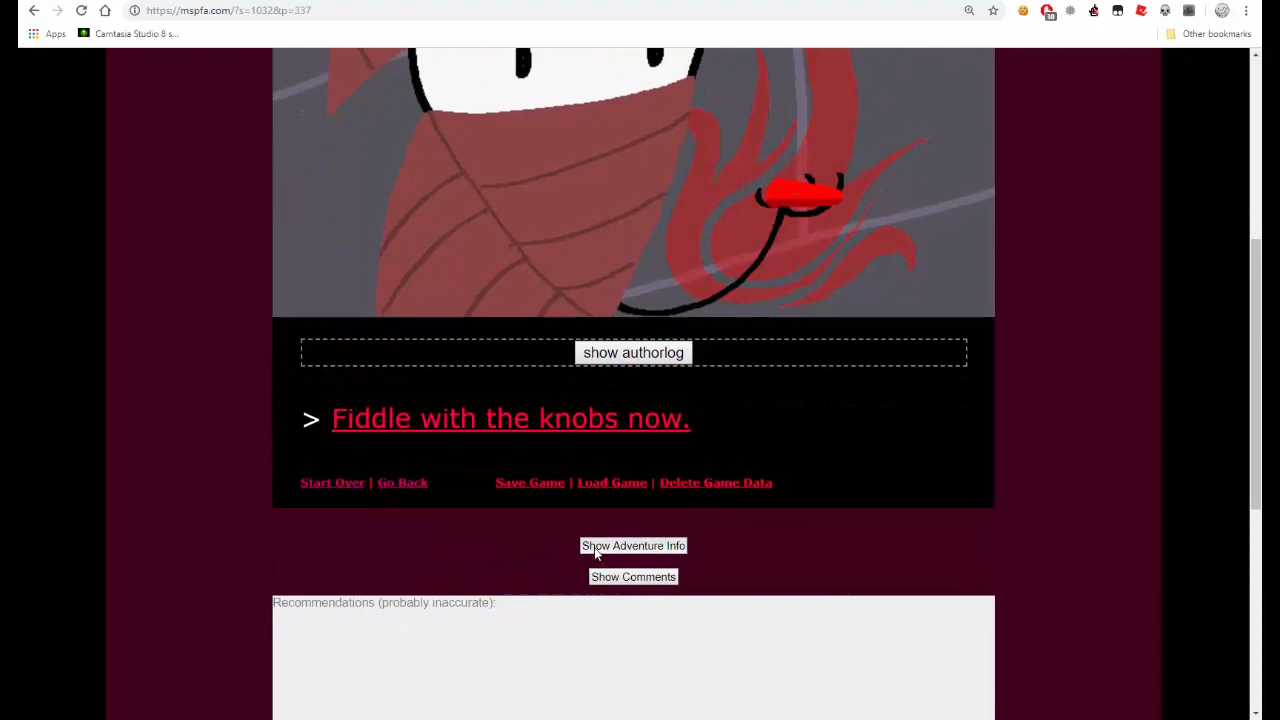 https://mspfa.com/?s=1032&p=337
30
Apps
Camtasia Studio 8 s...
Other bookmarks
show authorlog
> Fiddle with the knobs now.
Start Over | Go Back Save Game | Load Game | Delete Game Data
Show Adventure Info
Show Comments
Recommendations (probably inaccurate):